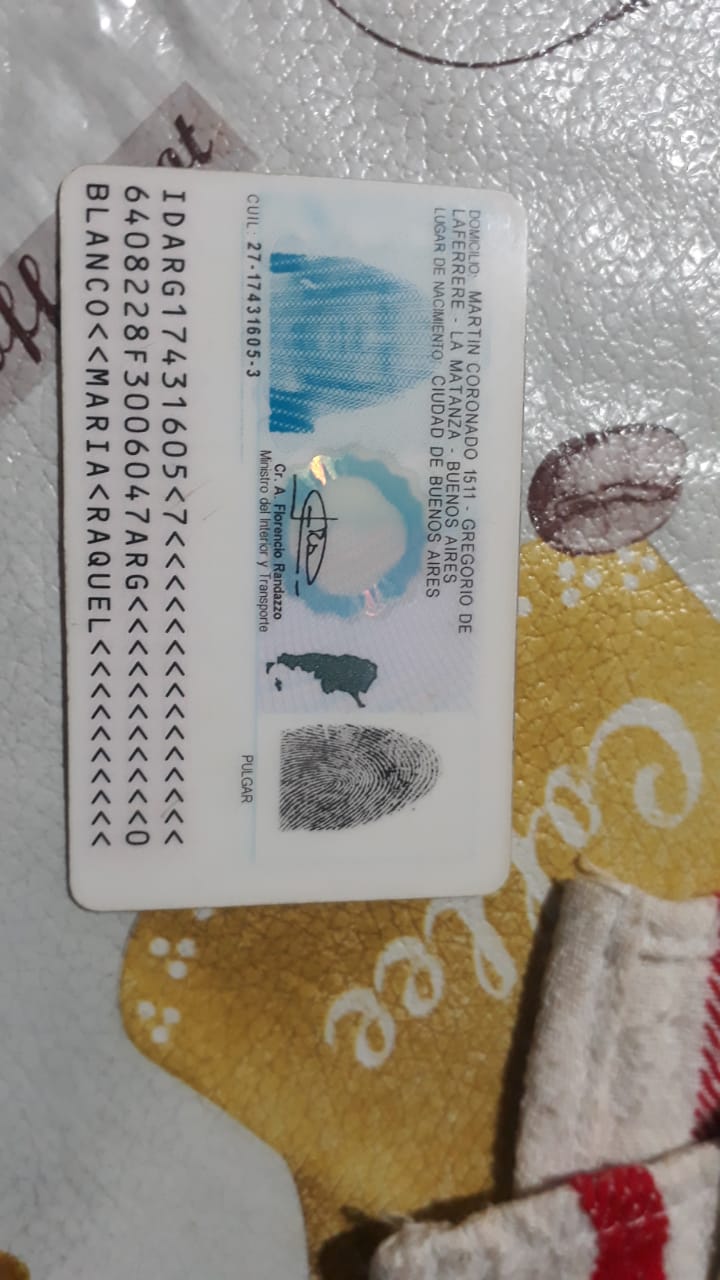 DOMICILIO: MARTIN CORONADO 1511 - GREGORIO DE
LAFERRERE - LA MATANZA - BUENOS AIRES
LUGAR DE NACIMIENTO: CIUDAD DE BUENOS AIRES
Cr. A. Florencio Randazzo
Ministro del Interior y Transporte
CUIL: 27-17431605-3
PULGAR
IDARG17431605<7<<<<<<<<<<<<<<<
6408228F3006047ARG<<<<<<<<<<<0
BLANCO<<MARIA<RAQUEL<<<<<<<<<<
Coffee